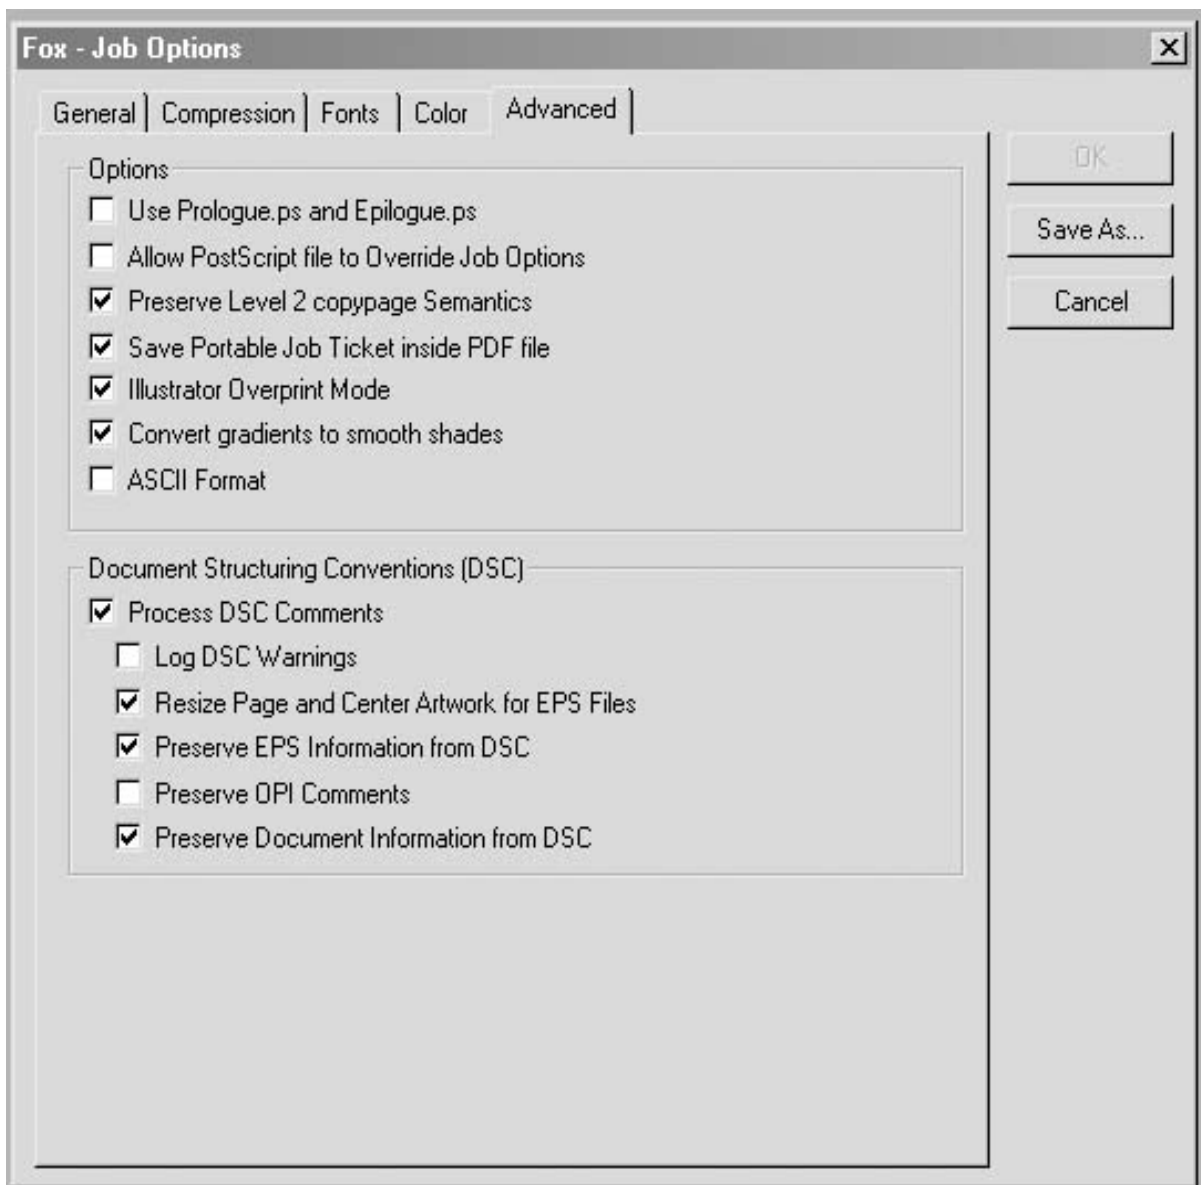 Fox - Job Options
General Compression Fonts Color Advanced
Options
Use Prologue.ps and Epilogue.ps
Allow PostScript file to Override Job Options
Preserve Level 2 copypage Semantics
Save Portable Job Ticket inside PDF file
Illustrator Overprint Mode
Convert gradients to smooth shades
ASCII Format
Document Structuring Conventions (DSC)
Process DSC Comments
Log DSC Warnings
Resize Page and Center Artwork for EPS Files
Preserve EPS Information from DSC
Preserve OPI Comments
Preserve Document Information from DSC
OK
Save As...
Cancel